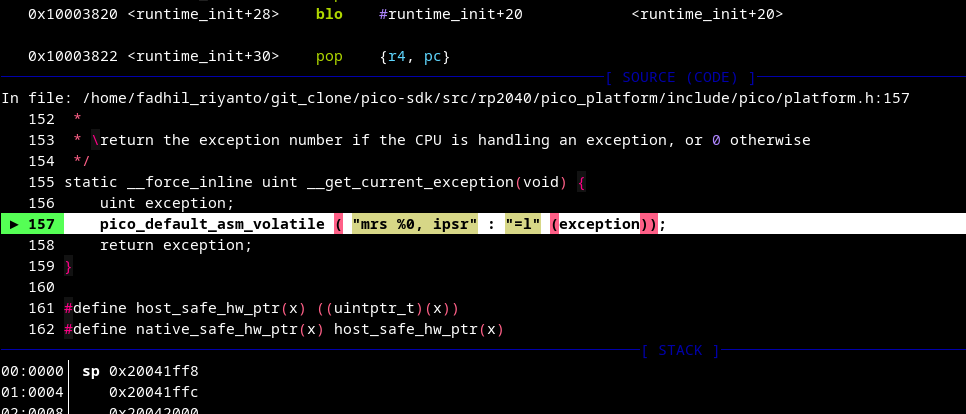 0x10003820 <runtime_init+28> blo #runtime_init+20 <runtime_init+20>
0x10003822 <runtime_init+30> pop {r4, pc}
[ SOURCE (CODE) ]
In file: /home/fadhil_riyanto/git_clone/pico-sdk/src/rp2040/pico_platform/include/pico/platform.h:157
152 *
153 * \return the exception number if the CPU is handling an exception, or 0 otherwise
154 */
155 static __force_inline uint __get_current_exception(void) {
156 uint exception;
► 157 pico_default_asm_volatile ( "mrs %0, ipsr" : "=l" (exception));
158 return exception;
159 }
160
161 #define host_safe_hw_ptr(x) ((uintptr_t)(x))
162 #define native_safe_hw_ptr(x) host_safe_hw_ptr(x)
[ STACK ]
00:0000│ sp 0x20041ff8
01:0004│ 0x20041ffc
02:0008│ 0x20042000